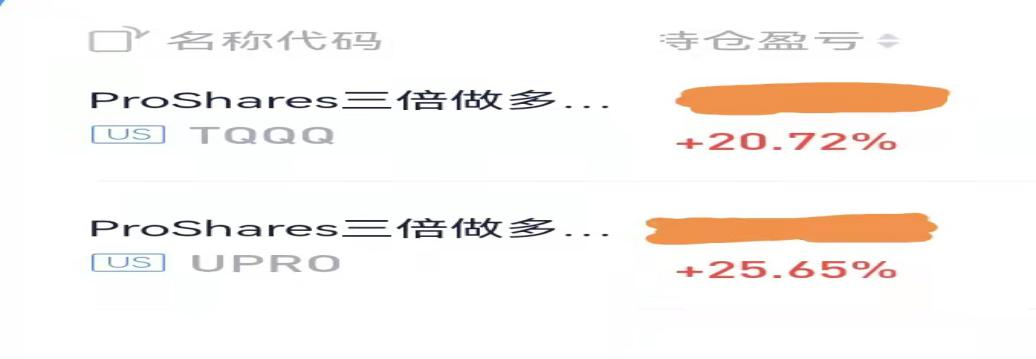 名称代码 持仓盈亏
ProShares三倍做多...
US TQQQ +20.72%
ProShares三倍做多...
US UPRO +25.65%